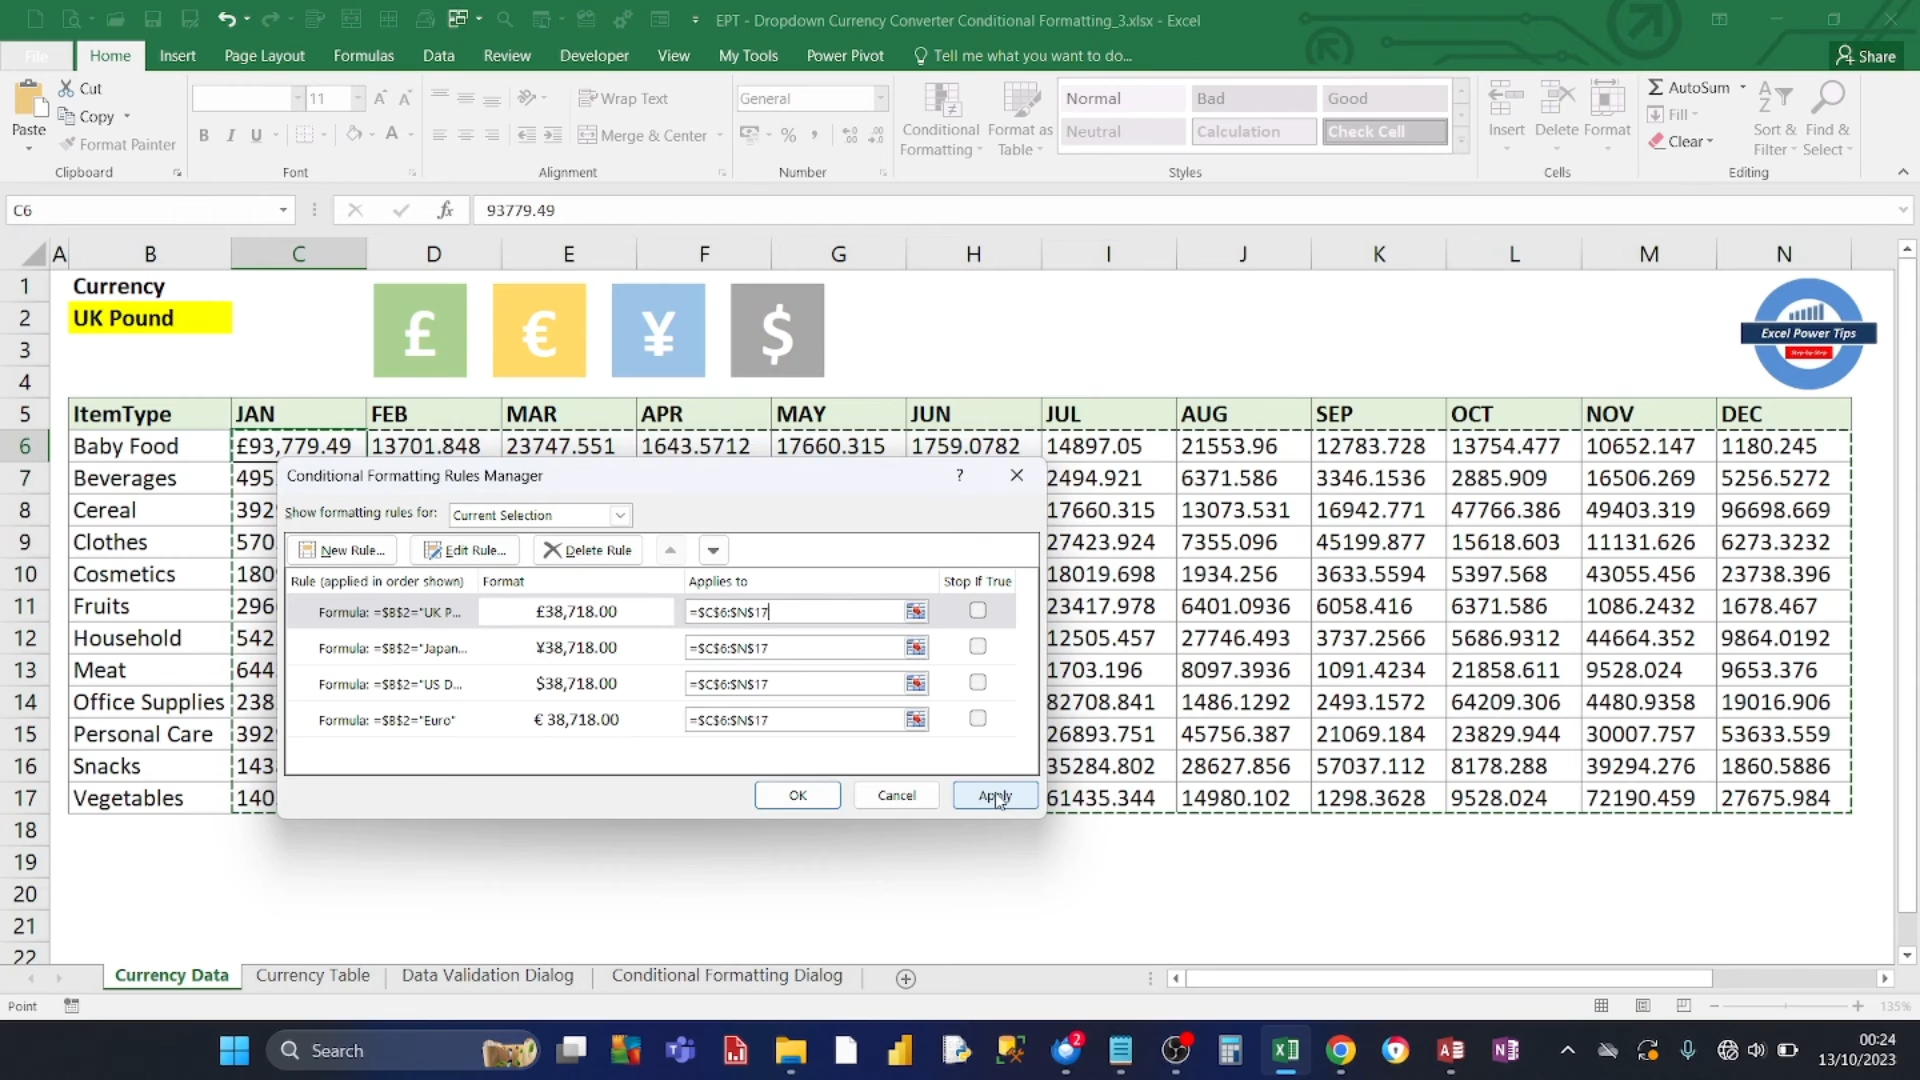 EPT - Dropdown Currency Converter Conditional Formatting_3.xlsx - Excel
File Home Insert Page Layout Formulas Data Review Developer View My Tools Power Pivot Tell me what you want to do... Share
Paste
Cut
Copy
Format Painter
Clipboard
11
B I U
Font
Wrap Text
Merge & Center
Alignment
General
Number
Conditional Formatting
Format as Table
Normal Bad Good
Neutral Calculation Check Cell
Styles
Insert Delete Format
Cells
AutoSum
Fill
Clear
Sort & Filter
Find & Select
Editing
C6 fx 93779.49
A B C D E F G H I J K L M N
1 Currency
2 UK Pound
3
4
£ € ¥ $
Excel Power Tips
Step-by-Step
5 ItemType JAN FEB MAR APR MAY JUN JUL AUG SEP OCT NOV DEC
6 Baby Food £93,779.49 13701.848 23747.551 1643.5712 17660.315 1759.0782 14897.05 21553.96 12783.728 13754.477 10652.147 1180.245
7 Beverages 495 2494.921 6371.586 3346.1536 2885.909 16506.269 5256.5272
8 Cereal 392 17660.315 13073.531 16942.771 47766.386 49403.319 96698.669
9 Clothes 570 27423.924 7355.096 45199.877 15618.603 11131.626 6273.3232
10 Cosmetics 180 18019.698 1934.256 3633.5594 5397.568 43055.456 23738.396
11 Fruits 296 23417.978 6401.0936 6058.416 6371.586 1086.2432 1678.467
12 Household 542 12505.457 27746.493 3737.2566 5686.9312 44664.352 9864.0192
13 Meat 644 1703.196 8097.3936 1091.4234 21858.611 9528.024 9653.376
14 Office Supplies 238 82708.841 1486.1292 2493.1572 64209.306 4480.9358 19016.906
15 Personal Care 392 26893.751 45756.387 21069.184 23829.944 30007.757 53633.559
16 Snacks 143 35284.802 28627.856 57037.112 8178.288 39294.276 1860.5886
17 Vegetables 140 61435.344 14980.102 1298.3628 9528.024 72190.459 27675.984
18
19
20
21
22
Conditional Formatting Rules Manager ?
Show formatting rules for: Current Selection
New Rule... Edit Rule... Delete Rule
Rule (applied in order shown) Format Applies to Stop If True
Formula: =$B$2="UK P... £38,718.00 =$C$6:$N$17
Formula: =$B$2="Japan... ¥38,718.00 =$C$6:$N$17
Formula: =$B$2="US D... $38,718.00 =$C$6:$N$17
Formula: =$B$2="Euro" € 38,718.00 =$C$6:$N$17
OK Cancel Apply
Currency Data Currency Table Data Validation Dialog Conditional Formatting Dialog
Point 135%
Search
2
00:24
13/10/2023